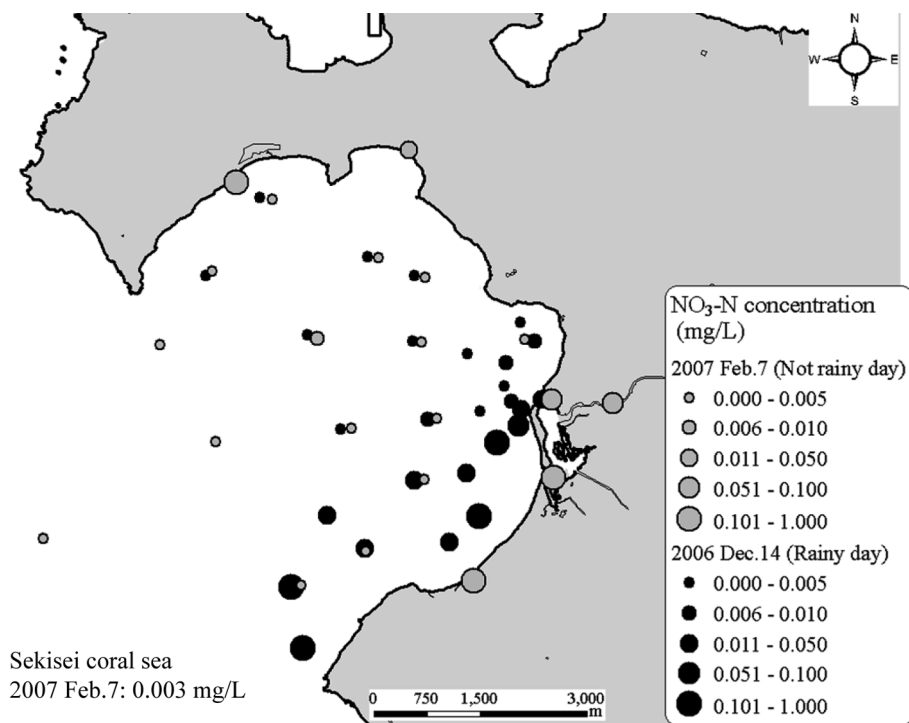 N
W E
S
NO₃-N concentration
(mg/L)
2007 Feb.7 (Not rainy day)
0.000 - 0.005
0.006 - 0.010
0.011 - 0.050
0.051 - 0.100
0.101 - 1.000
2006 Dec.14 (Rainy day)
0.000 - 0.005
0.006 - 0.010
0.011 - 0.050
0.051 - 0.100
0.101 - 1.000
Sekisei coral sea
2007 Feb.7: 0.003 mg/L
0 750 1,500 3,000
m